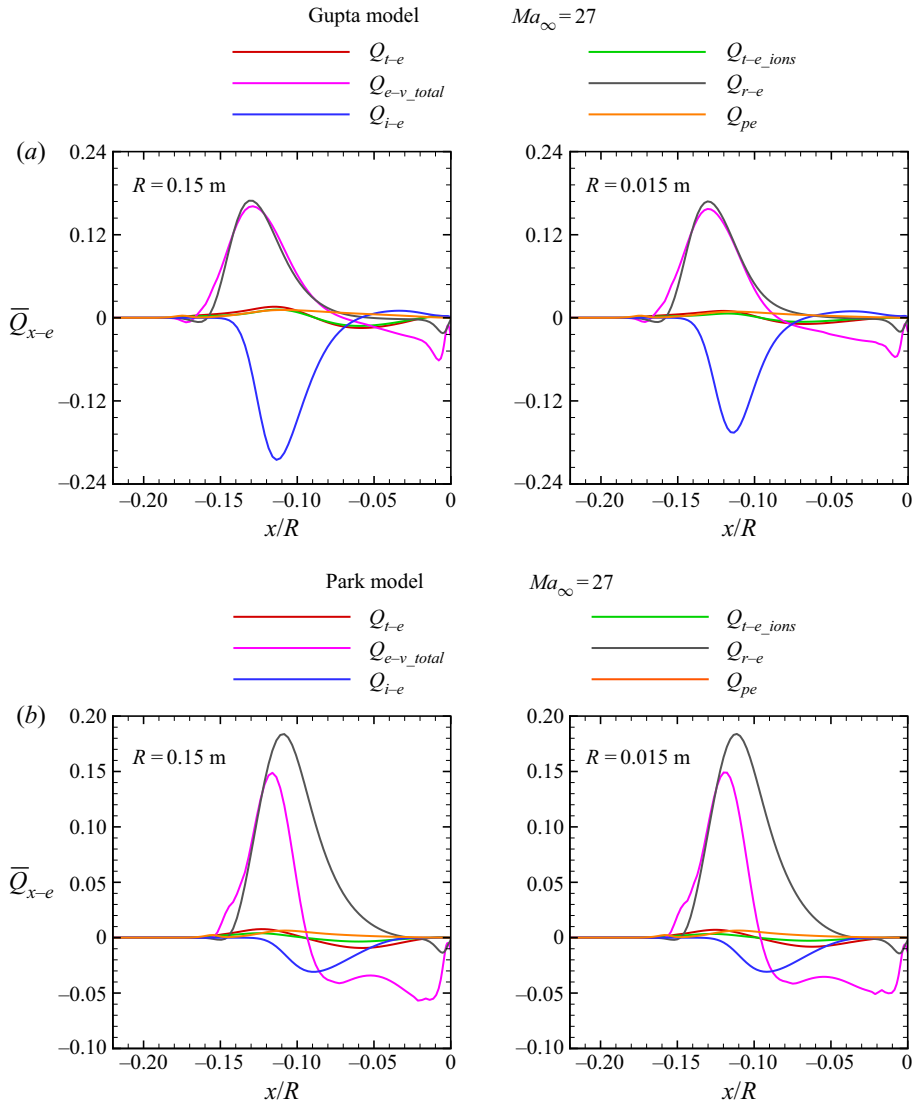 Gupta model Ma∞ = 27
Qt–e Qt–e_ions
Qe–v_total Qr–e
Qi–e Qpe
(a)
0.24 0.24
R = 0.15 m R = 0.015 m
0.12 0.12
Q̅x–e 0 0
–0.12 –0.12
–0.24 –0.24
–0.20 –0.15 –0.10 –0.05 0 –0.20 –0.15 –0.10 –0.05 0
x/R x/R
Park model Ma∞ = 27
Qt–e Qt–e_ions
Qe–v_total Qr–e
Qi–e Qpe
(b)
0.20 0.20
R = 0.15 m R = 0.015 m
0.15 0.15
0.10 0.10
0.05 0.05
Q̅x–e
0 0
–0.05 –0.05
–0.10 –0.10
–0.20 –0.15 –0.10 –0.05 0 –0.20 –0.15 –0.10 –0.05 0
x/R x/R